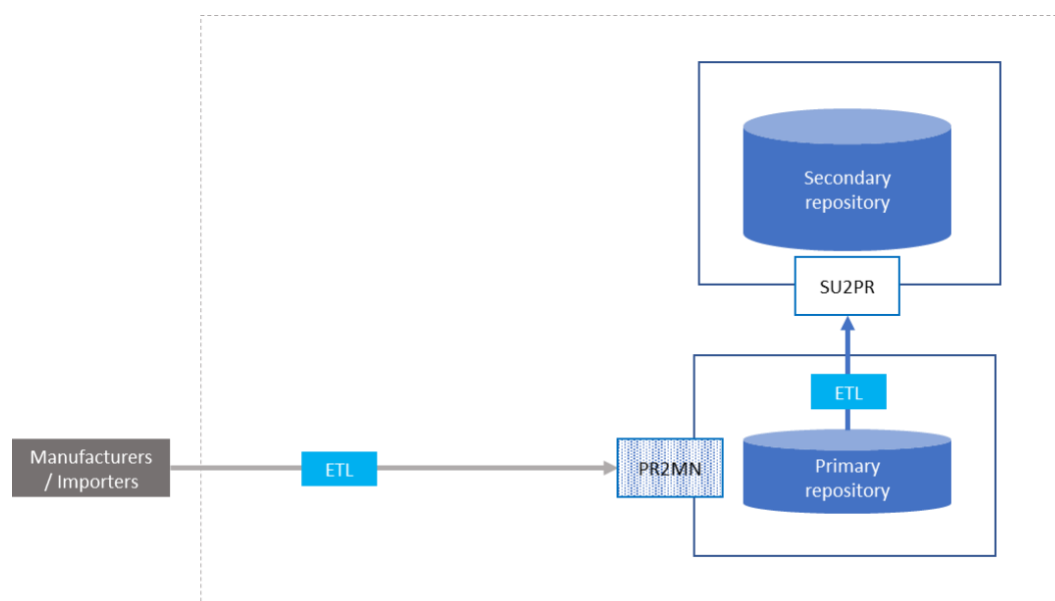 Secondary
repository
SU2PR
ETL
Manufacturers
/ Importers
ETL
PR2MN
Primary
repository